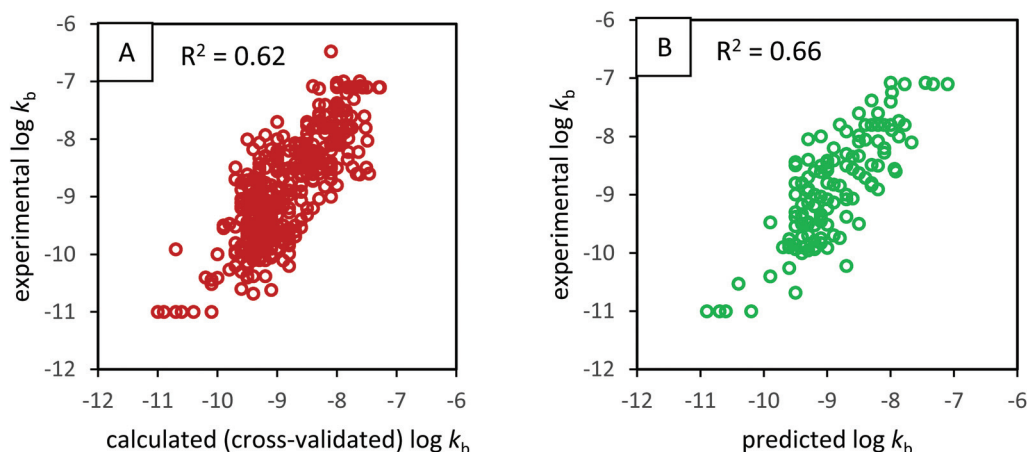 A
R² = 0.62
experimental log kb
-6
-7
-8
-9
-10
-11
-12
-12 -11 -10 -9 -8 -7 -6
calculated (cross-validated) log kb
B
R² = 0.66
experimental log kb
-6
-7
-8
-9
-10
-11
-12
-12 -11 -10 -9 -8 -7 -6
predicted log kb